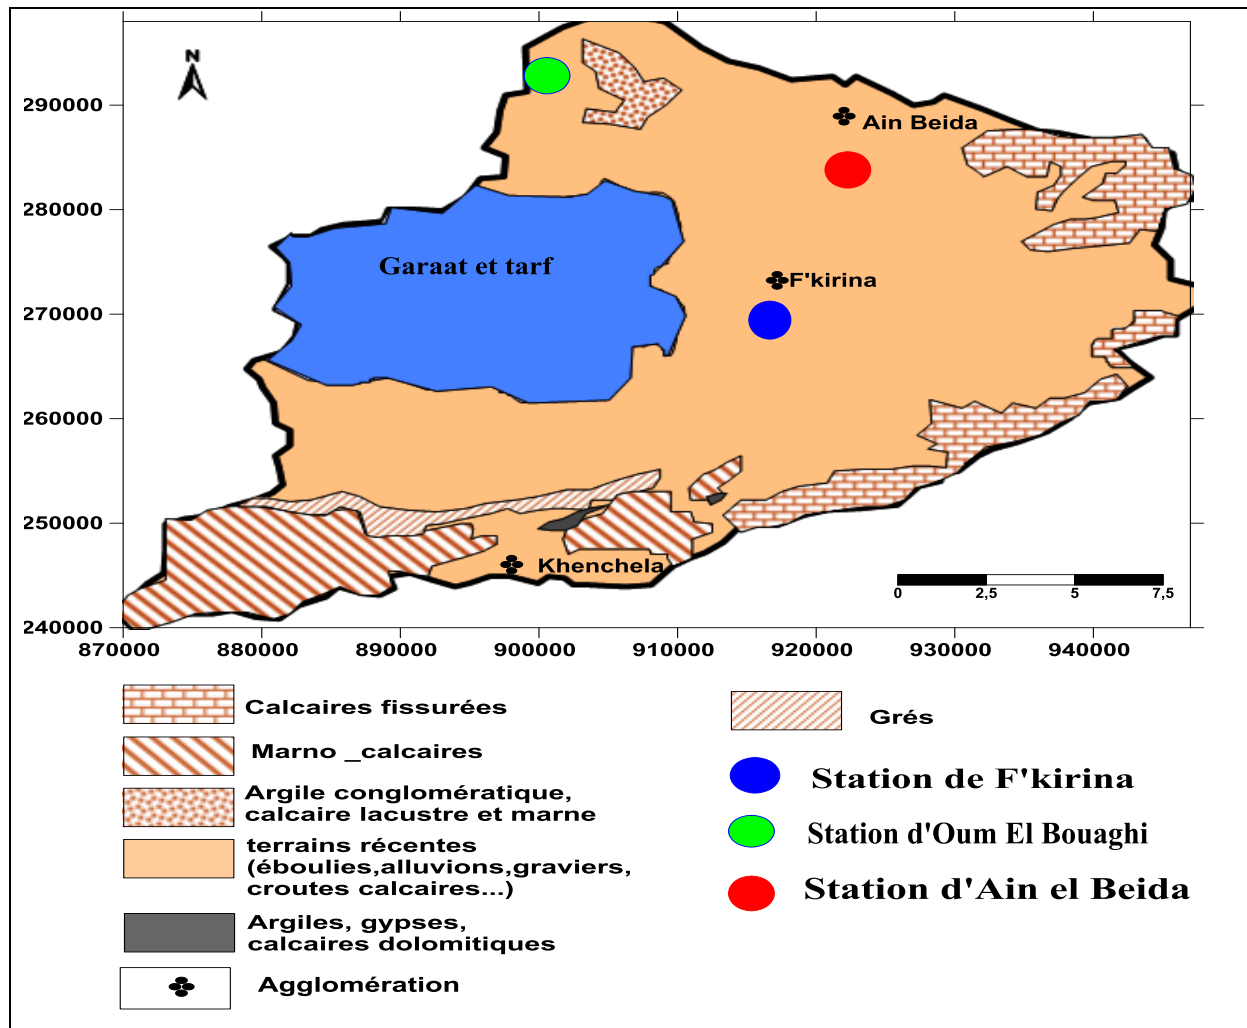 N
290000
Ain Beida
280000
Garaat et tarf
F'kirina
270000
260000
250000
Khenchela
0 2,5 5 7,5
240000
870000 880000 890000 900000 910000 920000 930000 940000
Calcaires fissurées
Marno _calcaires
Argile conglomératique,
calcaire lacustre et marne
terrains récentes
(éboulies,alluvions,graviers,
croutes calcaires...)
Argiles, gypses,
calcaires dolomitiques
Agglomération
Grés
Station de F'kirina
Station d'Oum El Bouaghi
Station d'Ain el Beida